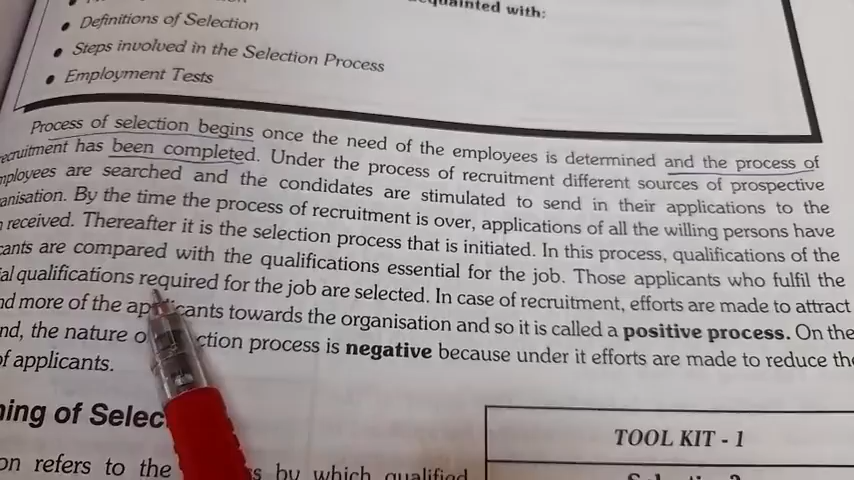 acquainted with:
• Definitions of Selection
• Steps involved in the Selection Process
• Employment Tests
Process of selection begins once the need of the employees is determined and the process of
recruitment has been completed. Under the process of recruitment different sources of prospective
mployees are searched and the condidates are stimulated to send in their applications to the
anisation. By the time the process of recruitment is over, applications of all the willing persons have
received. Thereafter it is the selection process that is initiated. In this process, qualifications of the
cants are compared with the qualifications essential for the job. Those applicants who fulfil the
ial qualifications required for the job are selected. In case of recruitment, efforts are made to attract
nd more of the applicants towards the organisation and so it is called a positive process. On the
nd, the nature o ction process is negative because under it efforts are made to reduce the
of applicants.
ning of Selec
on refers to the s by which qualified
TOOL KIT - 1